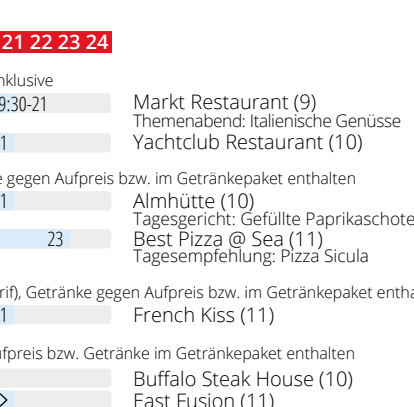 21 22 23 24
nklusive
9:30-21 Markt Restaurant (9)
Themenabend: Italienische Genüsse
1 Yachtclub Restaurant (10)
e gegen Aufpreis bzw. im Getränkepaket enthalten
1 Almhütte (10)
Tagesgericht: Gefüllte Paprikaschote
23 Best Pizza @ Sea (11)
Tagesempfehlung: Pizza Sicula
rif), Getränke gegen Aufpreis bzw. im Getränkepaket entha
1 French Kiss (11)
ufpreis bzw. Getränke im Getränkepaket enthalten
Buffalo Steak House (10)
East Fusion (11)